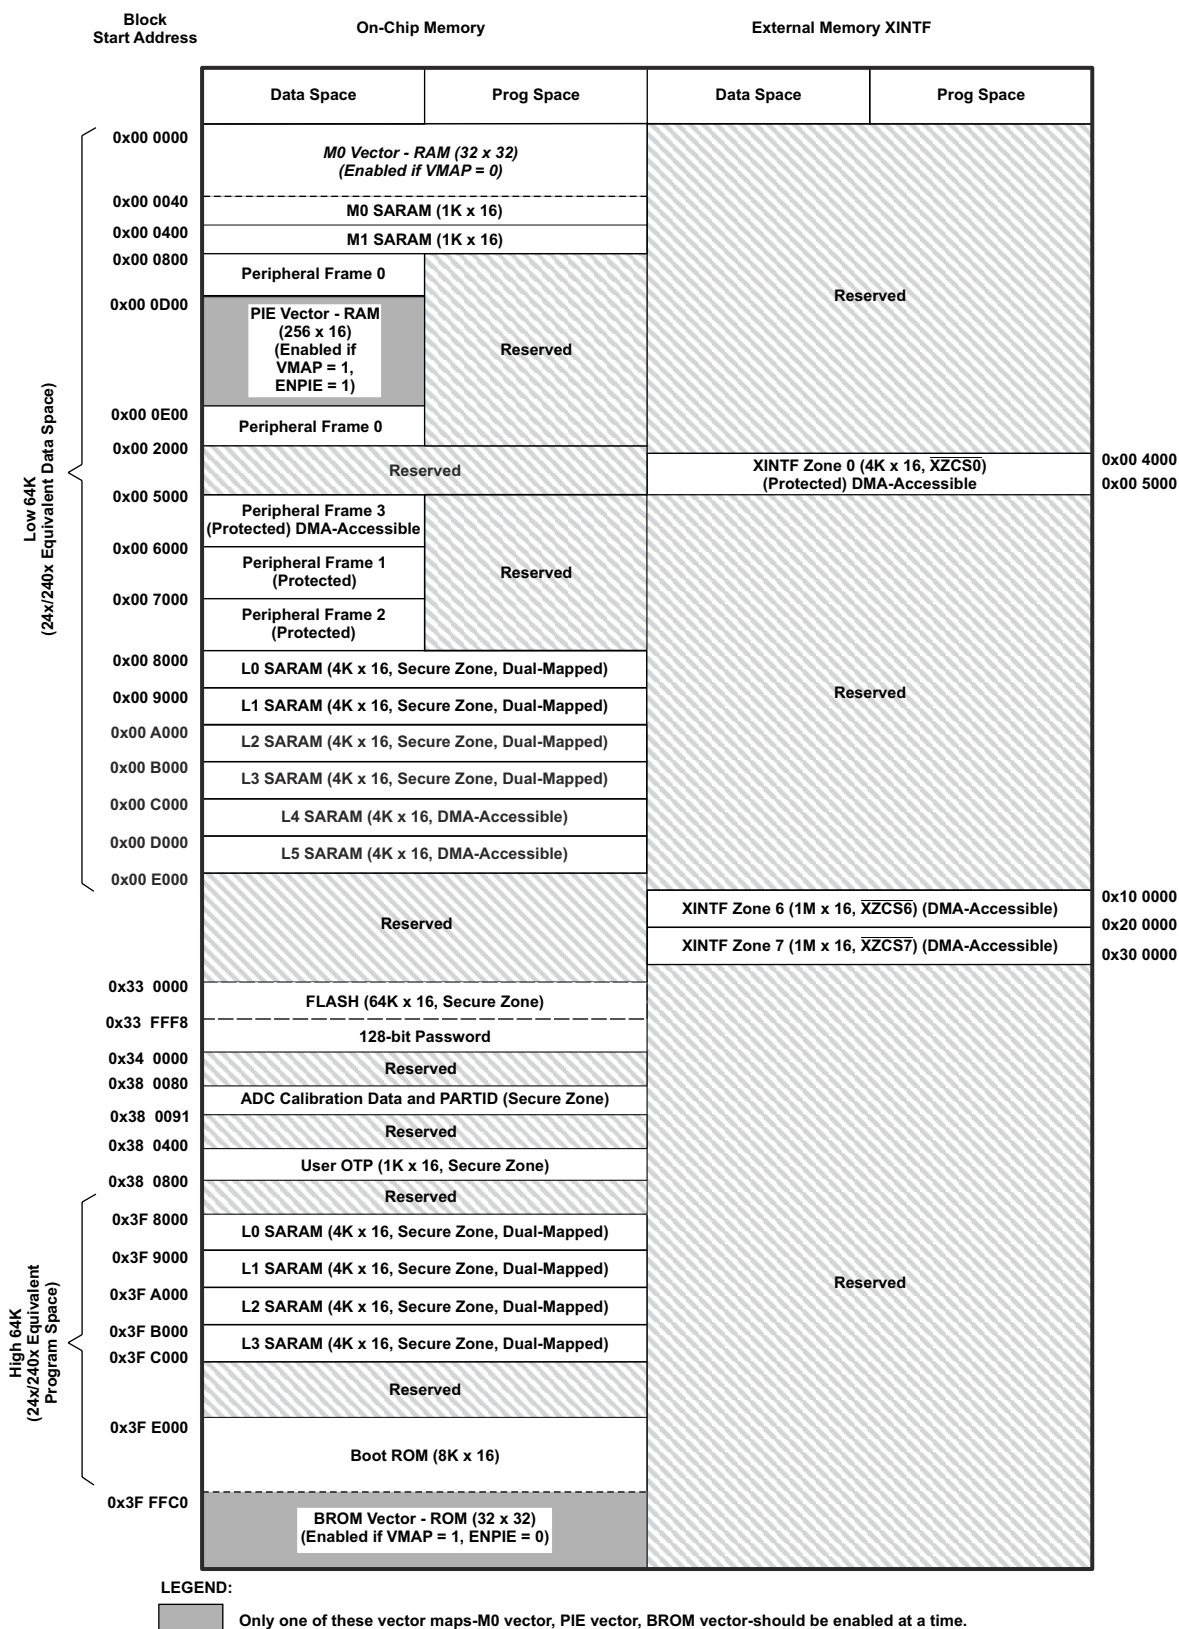 Block
Start Address
On-Chip Memory
External Memory XINTF
Data Space
Prog Space
Data Space
Prog Space
0x00 0000
M0 Vector - RAM (32 x 32)
(Enabled if VMAP = 0)
0x00 0040
M0 SARAM (1K x 16)
0x00 0400
M1 SARAM (1K x 16)
0x00 0800
Peripheral Frame 0
Reserved
0x00 0D00
PIE Vector - RAM
(256 x 16)
(Enabled if
VMAP = 1,
ENPIE = 1)
Reserved
0x00 0E00
Peripheral Frame 0
0x00 2000
Reserved
XINTF Zone 0 (4K x 16, XZCS0)
(Protected) DMA-Accessible
0x00 4000
0x00 5000
Low 64K
(24x/240x Equivalent Data Space)
0x00 5000
Peripheral Frame 3
(Protected) DMA-Accessible
0x00 6000
Peripheral Frame 1
(Protected)
Reserved
0x00 7000
Peripheral Frame 2
(Protected)
0x00 8000
L0 SARAM (4K x 16, Secure Zone, Dual-Mapped)
Reserved
0x00 9000
L1 SARAM (4K x 16, Secure Zone, Dual-Mapped)
0x00 A000
L2 SARAM (4K x 16, Secure Zone, Dual-Mapped)
0x00 B000
L3 SARAM (4K x 16, Secure Zone, Dual-Mapped)
0x00 C000
L4 SARAM (4K x 16, DMA-Accessible)
0x00 D000
L5 SARAM (4K x 16, DMA-Accessible)
0x00 E000
Reserved
XINTF Zone 6 (1M x 16, XZCS6) (DMA-Accessible)
0x10 0000
0x20 0000
XINTF Zone 7 (1M x 16, XZCS7) (DMA-Accessible)
0x30 0000
0x33 0000
FLASH (64K x 16, Secure Zone)
0x33 FFF8
128-bit Password
0x34 0000
Reserved
0x38 0080
ADC Calibration Data and PARTID (Secure Zone)
0x38 0091
Reserved
0x38 0400
User OTP (1K x 16, Secure Zone)
0x38 0800
Reserved
0x3F 8000
L0 SARAM (4K x 16, Secure Zone, Dual-Mapped)
0x3F 9000
L1 SARAM (4K x 16, Secure Zone, Dual-Mapped)
Reserved
0x3F A000
L2 SARAM (4K x 16, Secure Zone, Dual-Mapped)
0x3F B000
L3 SARAM (4K x 16, Secure Zone, Dual-Mapped)
0x3F C000
High 64K
(24x/240x Equivalent
Program Space)
Reserved
0x3F E000
Boot ROM (8K x 16)
0x3F FFC0
BROM Vector - ROM (32 x 32)
(Enabled if VMAP = 1, ENPIE = 0)
LEGEND:
Only one of these vector maps-M0 vector, PIE vector, BROM vector-should be enabled at a time.